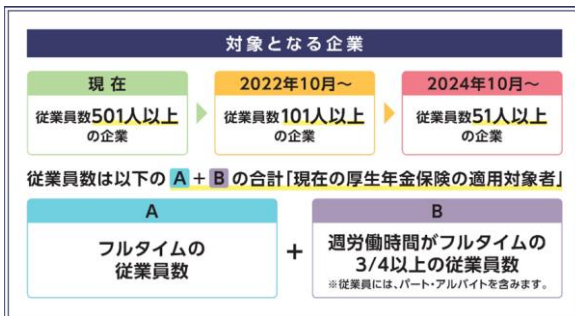 対象となる企業
現在
従業員数501人以上
の企業
2022年10月～
従業員数101人以上
の企業
2024年10月～
従業員数51人以上
の企業
従業員数は以下の A + B の合計「現在の厚生年金保険の適用対象者」
A
フルタイムの
従業員数
+
B
週労働時間がフルタイムの
3/4以上の従業員数
※従業員には、パート・アルバイトを含みます。